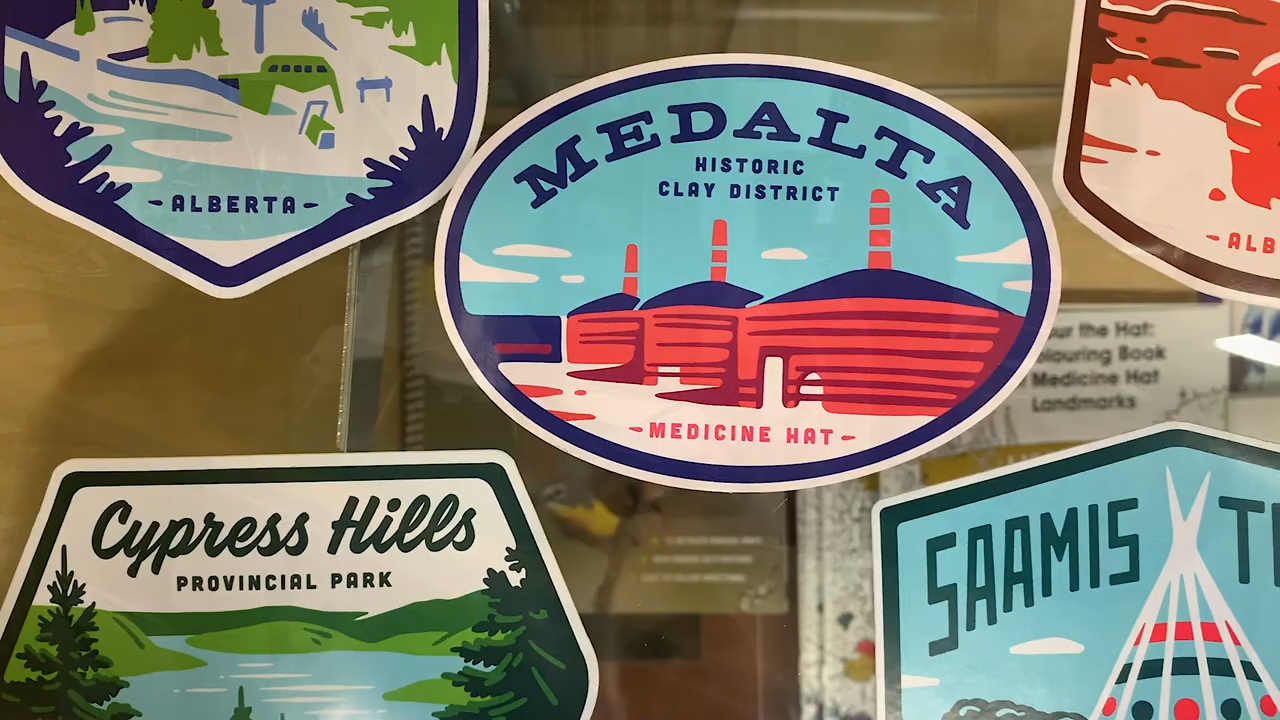 -ALBERTA-
MEDALTA
HISTORIC
CLAY DISTRICT
-MEDICINE HAT-
-ALB
our the Hat:
olouring Book
Medicine Hat
Landmarks
Cypress Hills
PROVINCIAL PARK
SAAMIS T